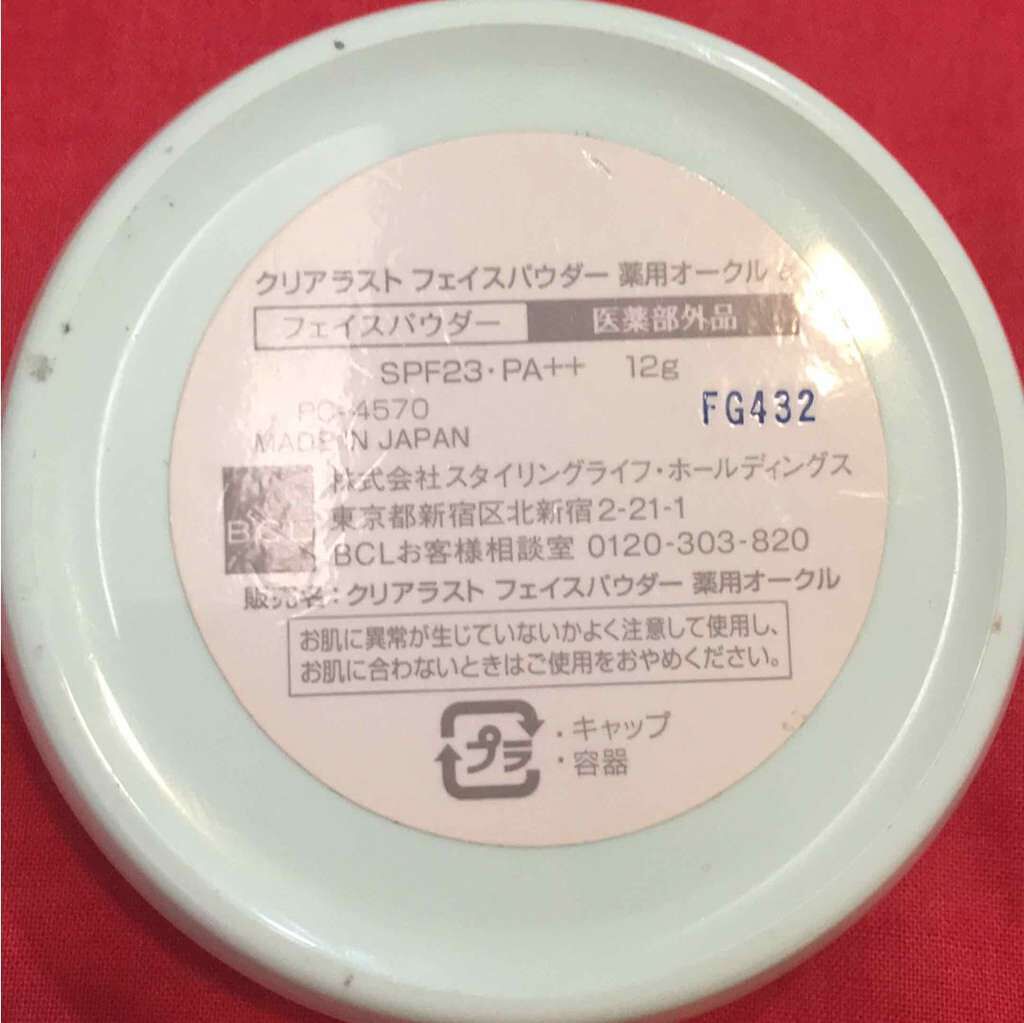 クリアラスト フェイスパウダー 薬用オークル
フェイスパウダー 医薬部外品
SPF23・PA++ 12g
PC-4570
FG432
MADE IN JAPAN
株式会社スタイリングライフ・ホールディングス
BCL
東京都新宿区北新宿2-21-1
BCLお客様相談室 0120-303-820
販売名：クリアラスト フェイスパウダー 薬用オークル
お肌に異常が生じていないかよく注意して使用し、
お肌に合わないときはご使用をおやめください。
プラ
・キャップ
・容器